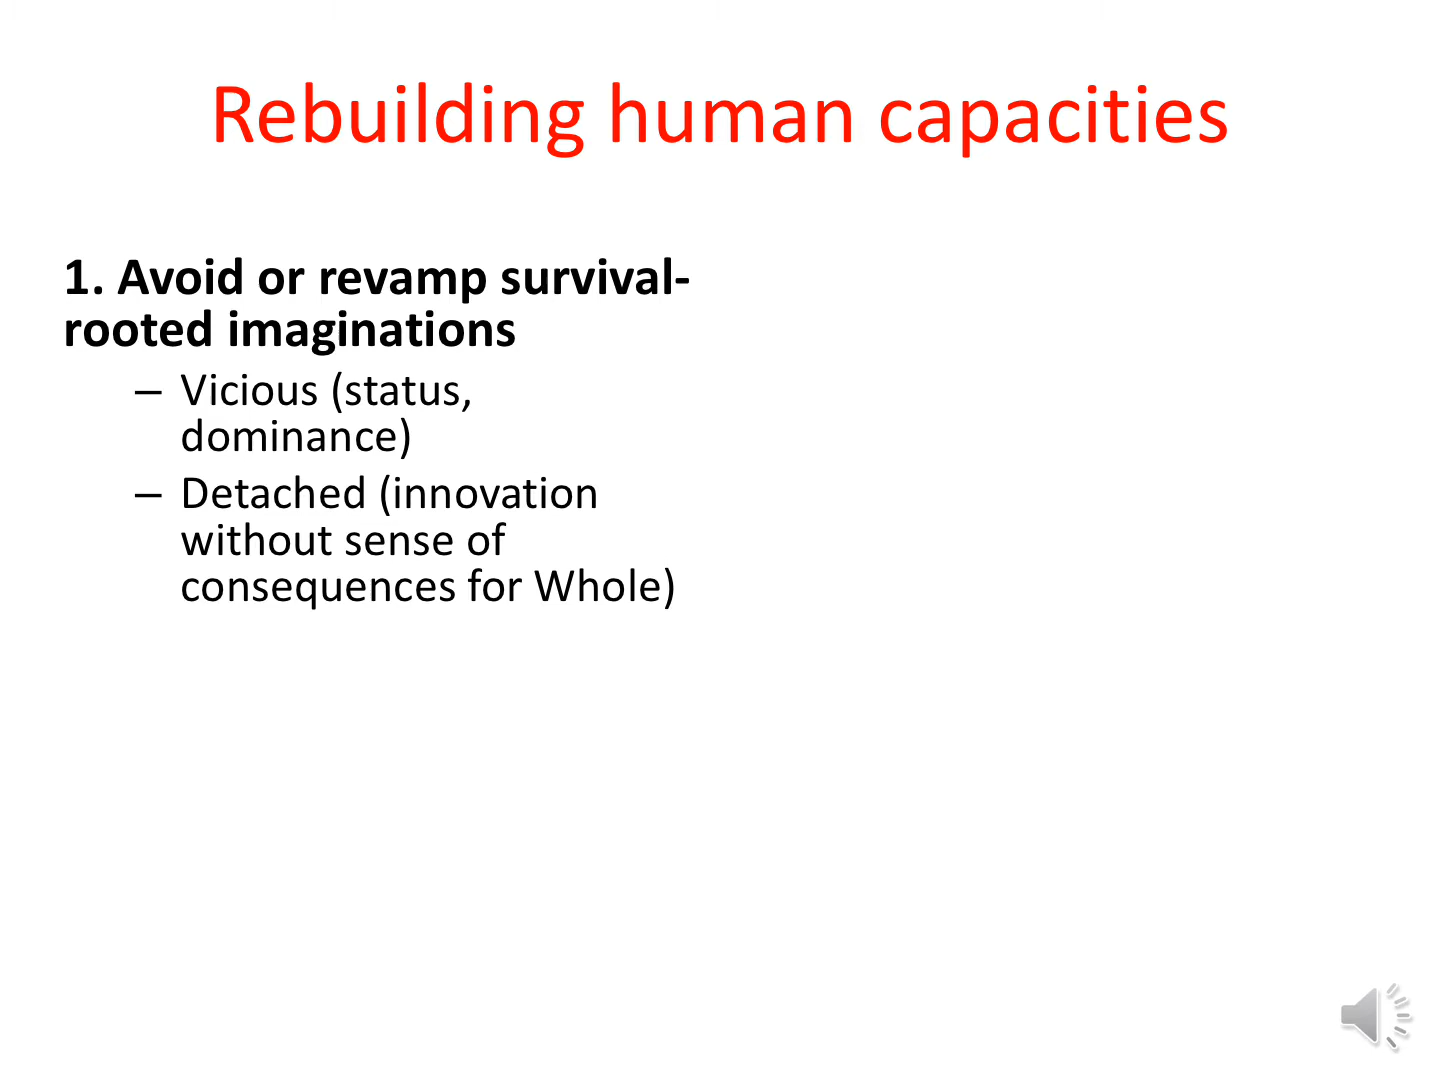 Rebuilding human capacities
1. Avoid or revamp survival-
rooted imaginations
– Vicious (status,
dominance)
– Detached (innovation
without sense of
consequences for Whole)